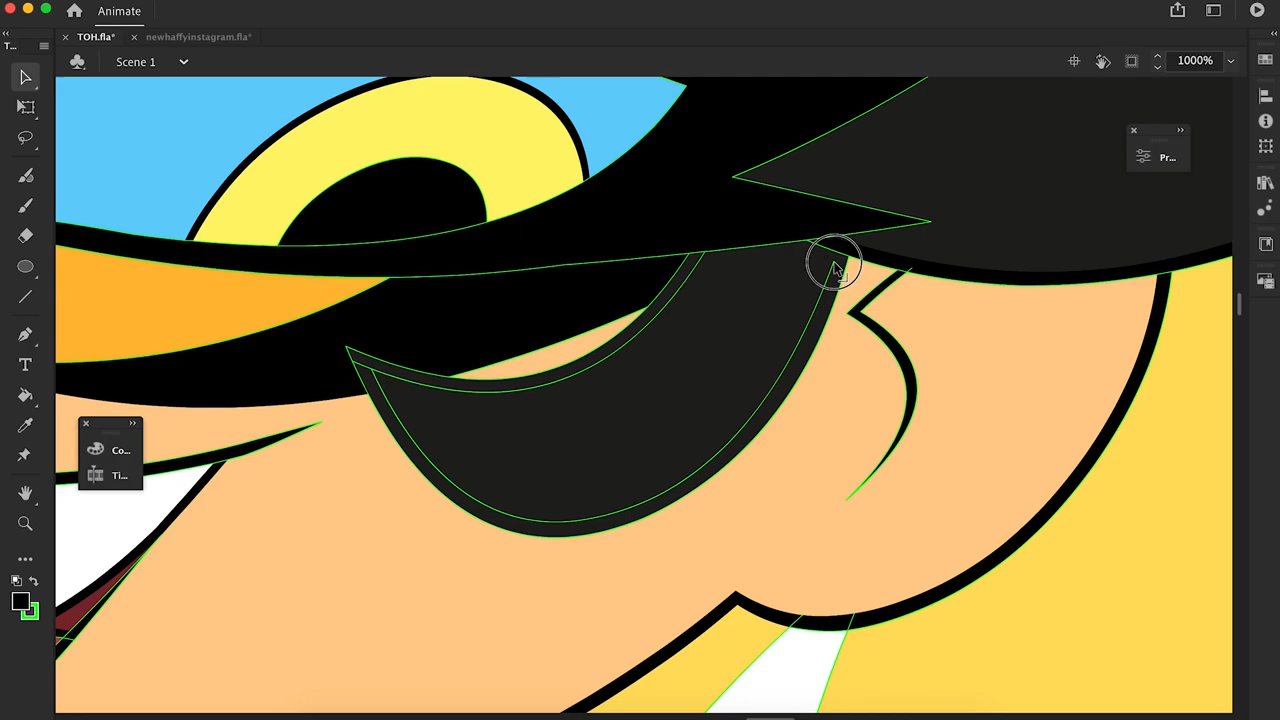 Animate
T...
TOH.fla*
newhaffyinstagram.fla*
Scene 1
1000%
Pr...
Co...
Ti...
T